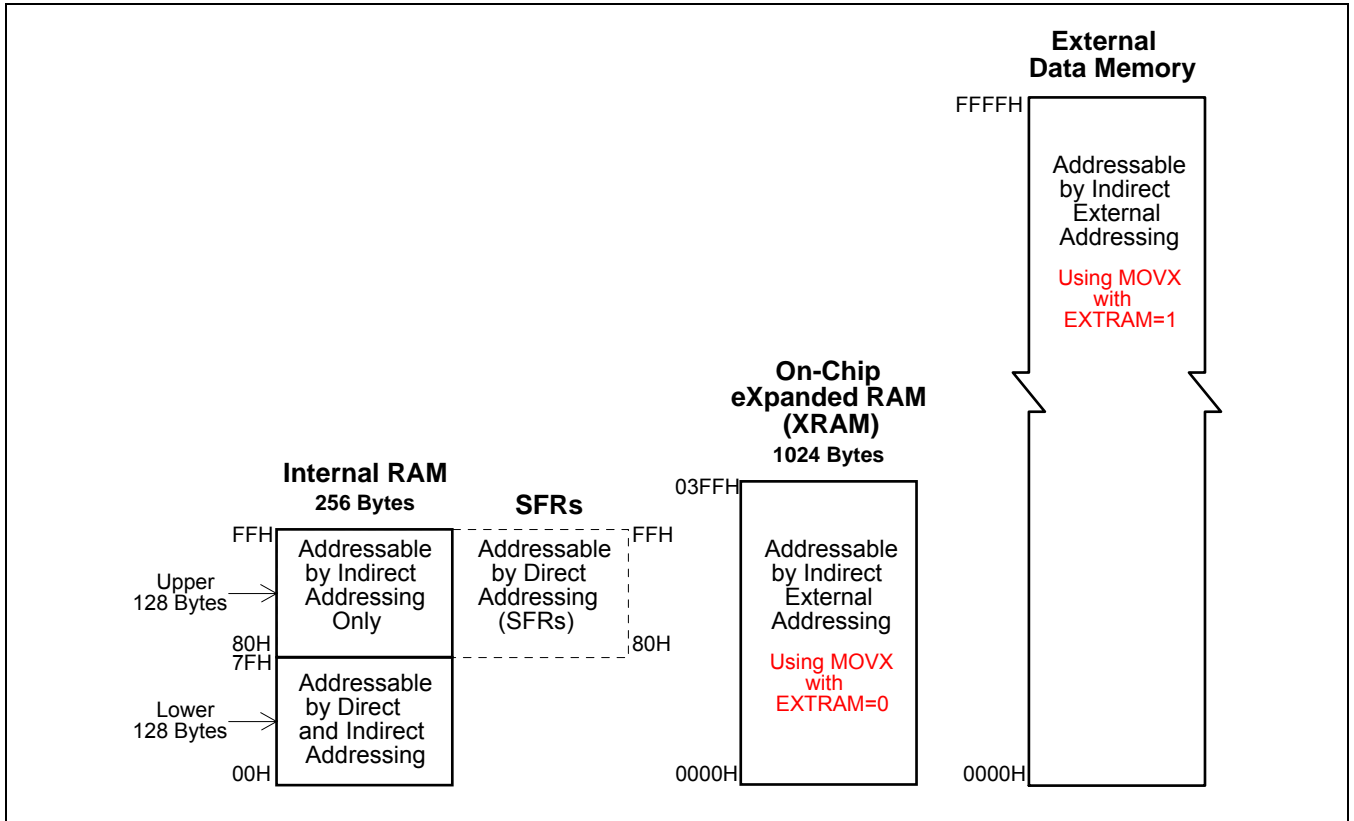 External
Data Memory
FFFFH
Addressable
by Indirect
External
Addressing
Using MOVX
with
EXTRAM=1
0000H
On-Chip
eXpanded RAM
(XRAM)
1024 Bytes
03FFH
Addressable
by Indirect
External
Addressing
Using MOVX
with
EXTRAM=0
0000H
Internal RAM
256 Bytes
FFH
Addressable
by Indirect
Addressing
Only
Upper
128 Bytes
80H
7FH
Addressable
by Direct
and Indirect
Addressing
Lower
128 Bytes
00H
SFRs
FFH
Addressable
by Direct
Addressing
(SFRs)
80H